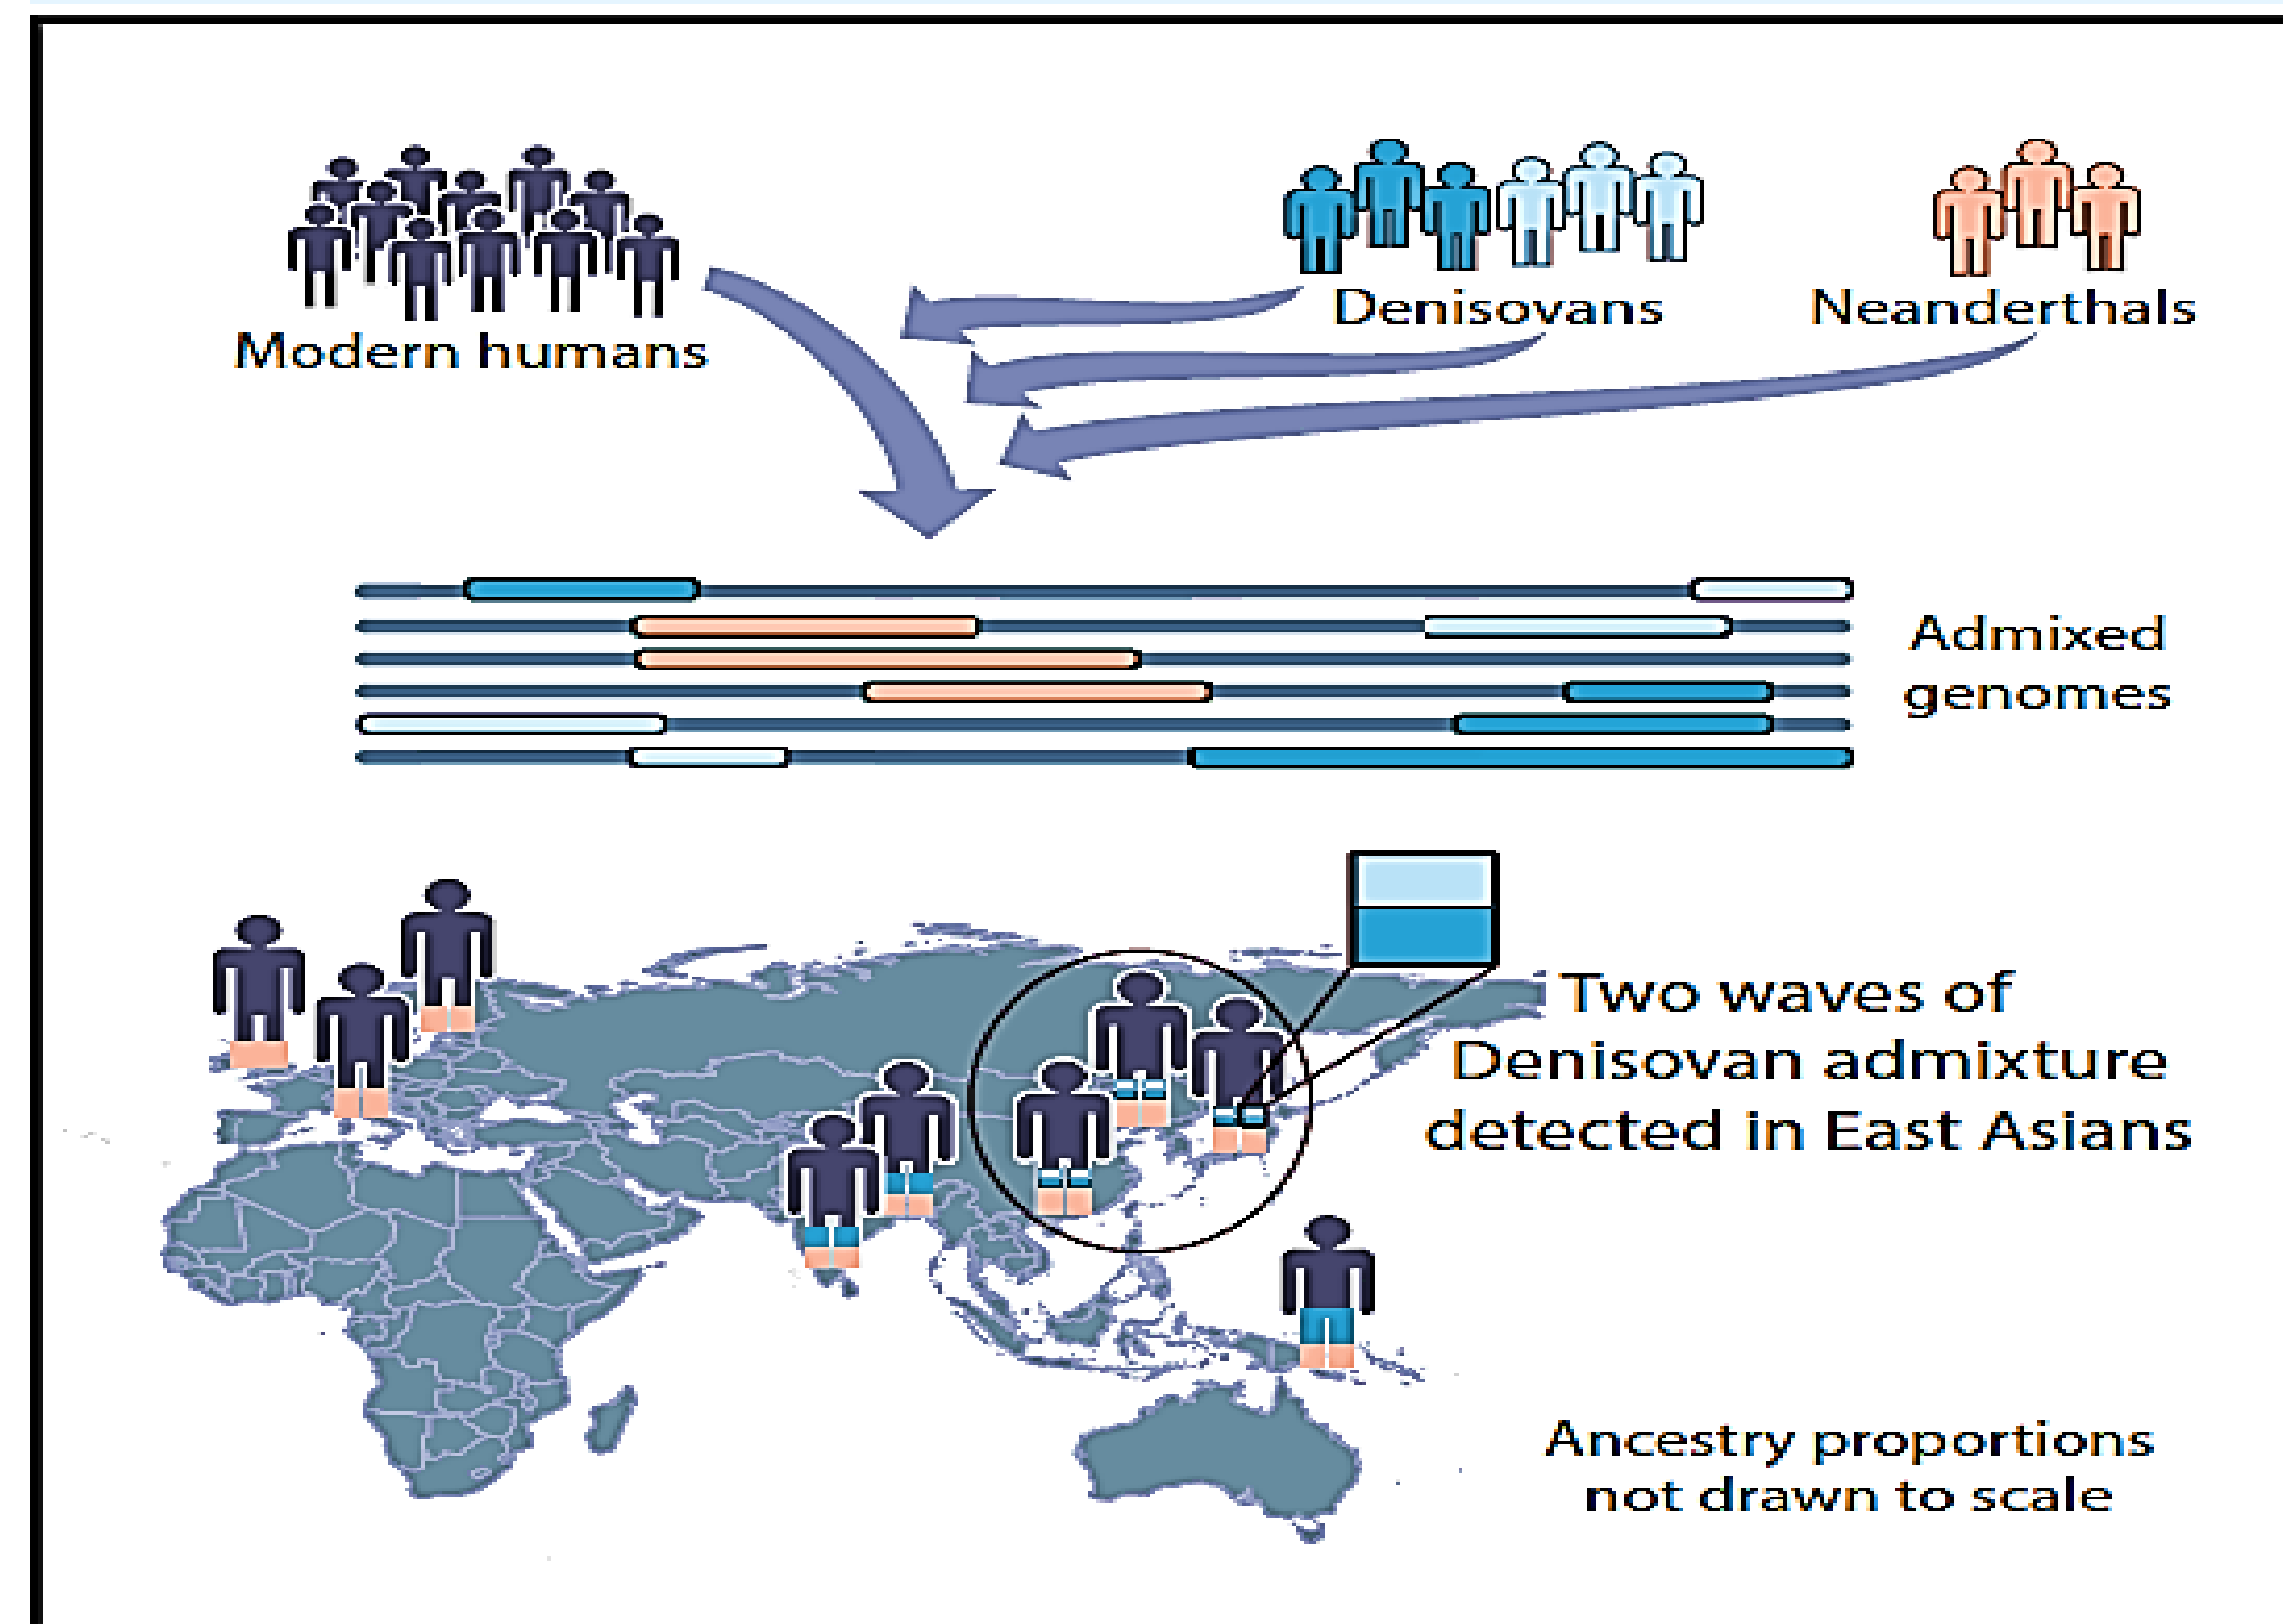 Modern humans
Denisovans
Neanderthals
Admixed
genomes
Two waves of
Denisovan admixture
detected in East Asians
Ancestry proportions
not drawn to scale